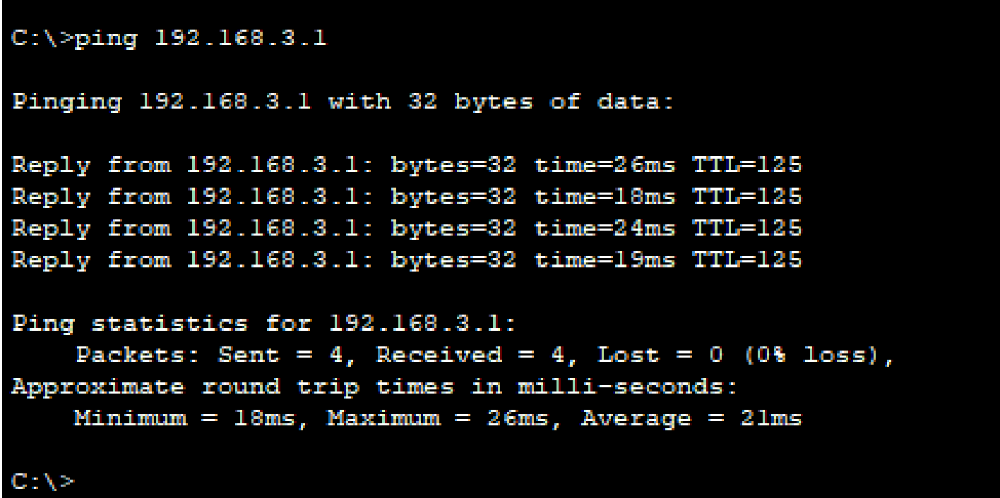 C:\>ping 192.168.3.1
Pinging 192.168.3.1 with 32 bytes of data:
Reply from 192.168.3.1: bytes=32 time=26ms TTL=125
Reply from 192.168.3.1: bytes=32 time=18ms TTL=125
Reply from 192.168.3.1: bytes=32 time=24ms TTL=125
Reply from 192.168.3.1: bytes=32 time=19ms TTL=125
Ping statistics for 192.168.3.1:
    Packets: Sent = 4, Received = 4, Lost = 0 (0% loss),
Approximate round trip times in milli-seconds:
    Minimum = 18ms, Maximum = 26ms, Average = 21ms
C:\>